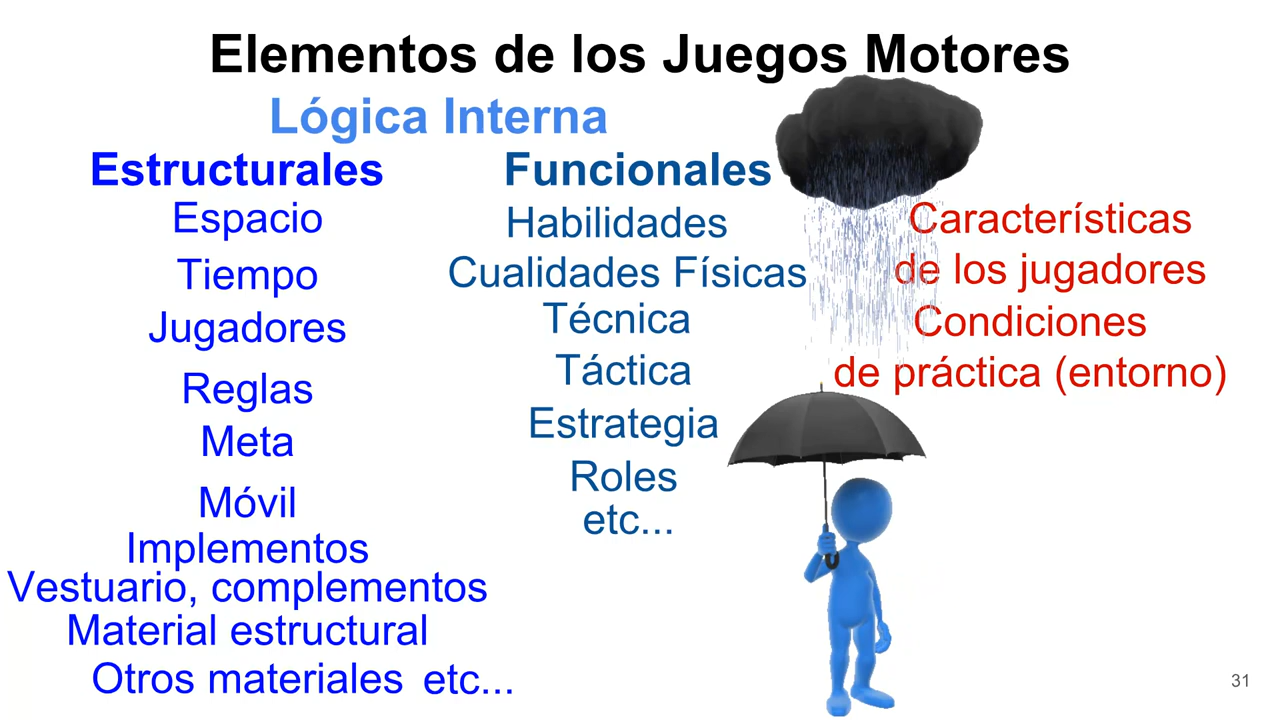 Elementos de los Juegos Motores
Lógica Interna
Estructurales
Espacio
Tiempo
Jugadores
Reglas
Meta
Móvil
Implementos
Vestuario, complementos
Material estructural
Otros materiales etc...
Funcionales
Habilidades
Cualidades Físicas
Técnica
Táctica
Estrategia
Roles
etc...
Características
de los jugadores
Condiciones
de práctica (entorno)
31